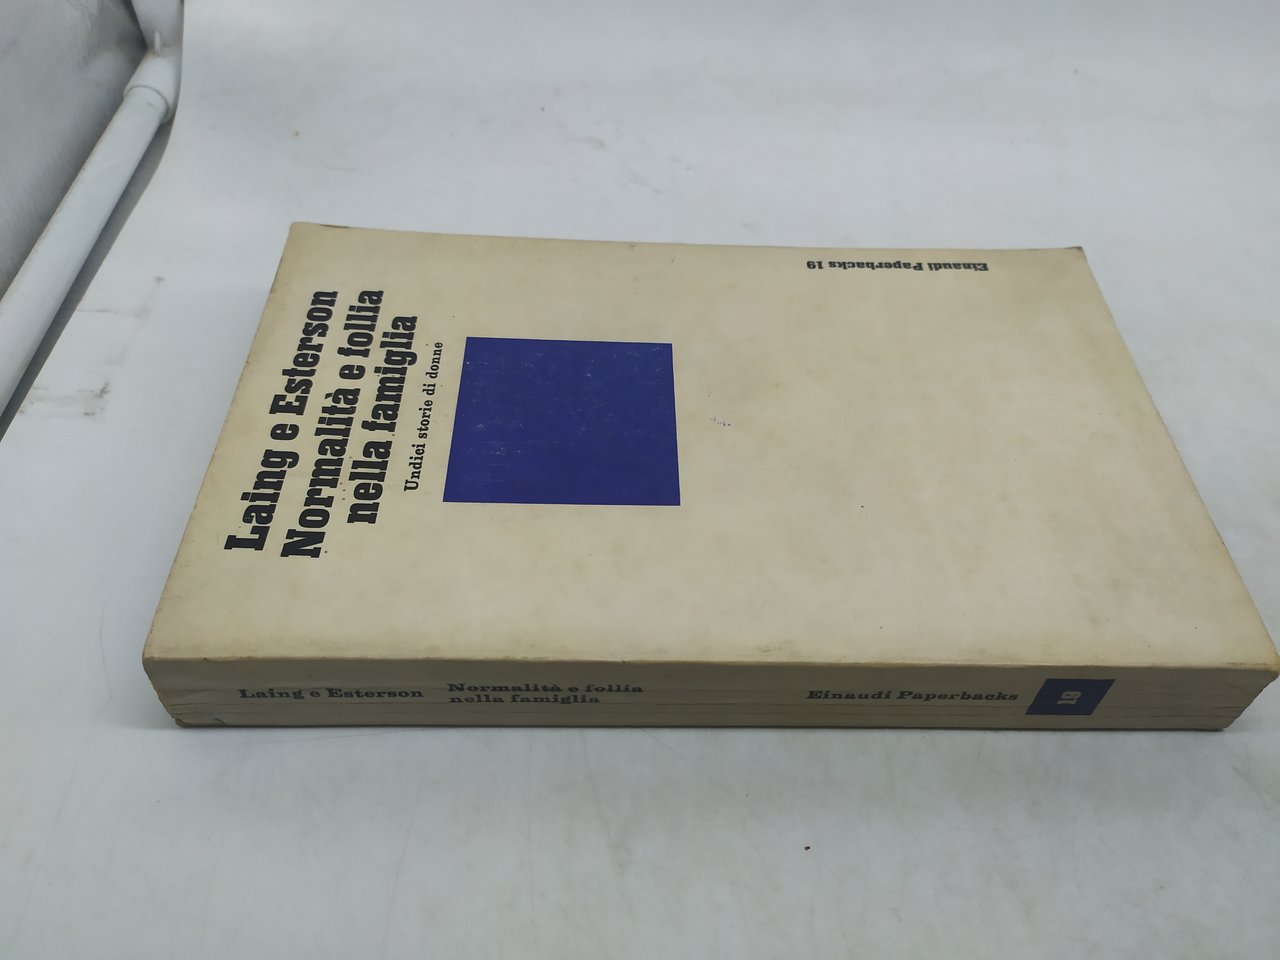 Laing e Esterson
Normalità e follia
nella famiglia
Undici storie di donne
Einaudi Paperbacks 19
Laing e Esterson
Normalità e follia
nella famiglia
Einaudi Paperbacks
19